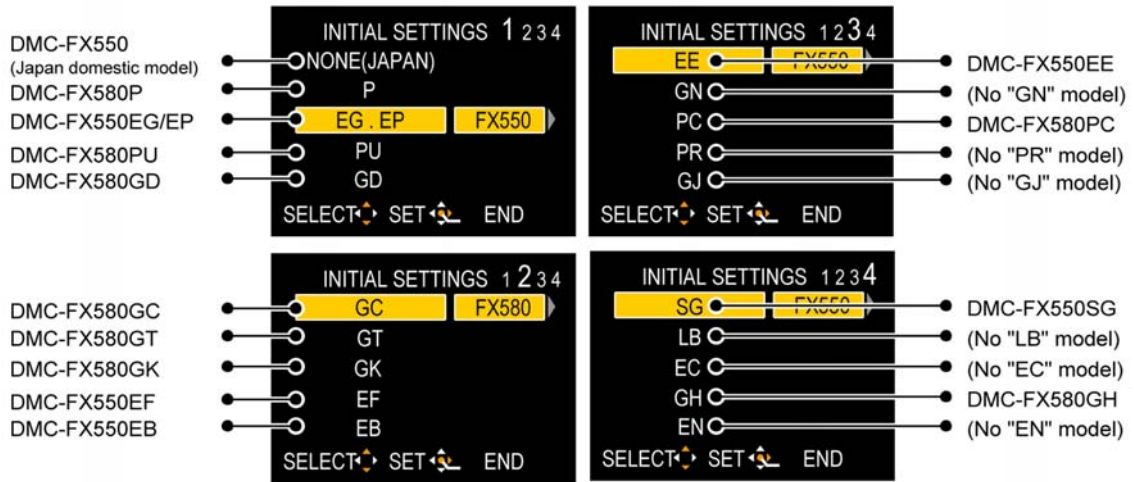 DMC-FX550
(Japan domestic model)
DMC-FX580P
DMC-FX550EG/EP
DMC-FX580PU
DMC-FX580GD
INITIAL SETTINGS 1 2 3 4
NONE(JAPAN)
P
EG . EP FX550
PU
GD
SELECT SET END
INITIAL SETTINGS 1 2 3 4
EE FX550
GN
PC
PR
GJ
SELECT SET END
DMC-FX550EE
(No "GN" model)
DMC-FX580PC
(No "PR" model)
(No "GJ" model)
DMC-FX580GC
DMC-FX580GT
DMC-FX580GK
DMC-FX550EF
DMC-FX550EB
INITIAL SETTINGS 1 2 3 4
GC FX580
GT
GK
EF
EB
SELECT SET END
INITIAL SETTINGS 1 2 3 4
SG FX550
LB
EC
GH
EN
SELECT SET END
DMC-FX550SG
(No "LB" model)
(No "EC" model)
DMC-FX580GH
(No "EN" model)